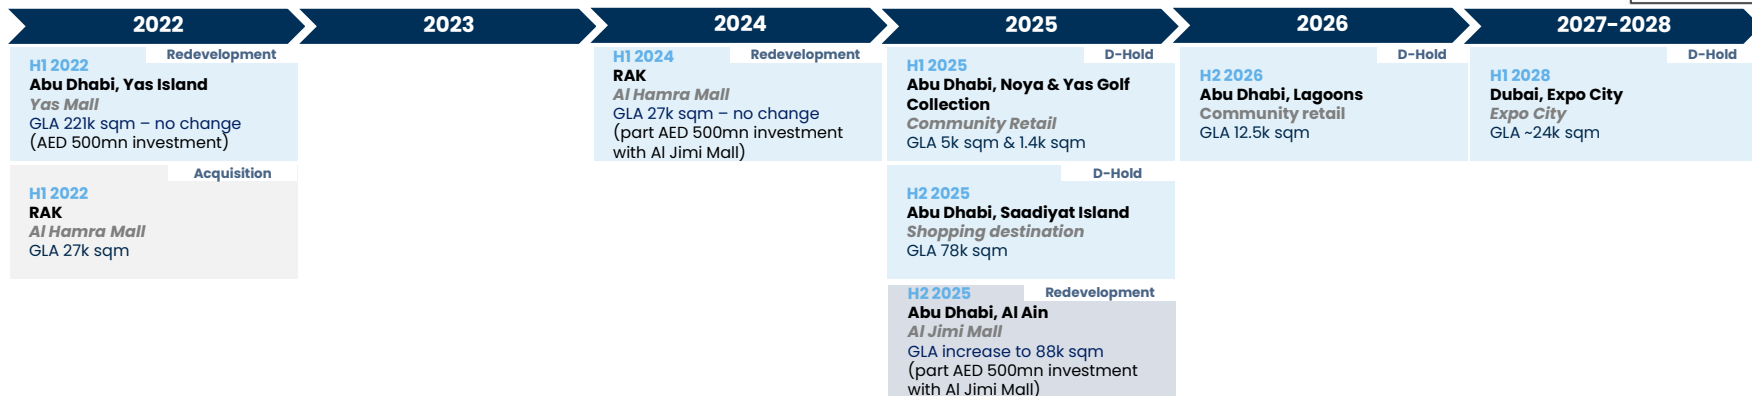 2022
2023
2024
2025
2026
2027-2028
Redevelopment
H1 2022
Abu Dhabi, Yas Island
Yas Mall
GLA 221k sqm – no change
(AED 500mn investment)
Acquisition
H1 2022
RAK
Al Hamra Mall
GLA 27k sqm
Redevelopment
H1 2024
RAK
Al Hamra Mall
GLA 27k sqm – no change
(part AED 500mn investment
with Al Jimi Mall)
D-Hold
H1 2025
Abu Dhabi, Noya & Yas Golf
Collection
Community Retail
GLA 5k sqm & 1.4k sqm
D-Hold
H2 2025
Abu Dhabi, Saadiyat Island
Shopping destination
GLA 78k sqm
Redevelopment
H2 2025
Abu Dhabi, Al Ain
Al Jimi Mall
GLA increase to 88k sqm
(part AED 500mn investment
with Al Jimi Mall)
D-Hold
H2 2026
Abu Dhabi, Lagoons
Community retail
GLA 12.5k sqm
D-Hold
H1 2028
Dubai, Expo City
Expo City
GLA ~24k sqm